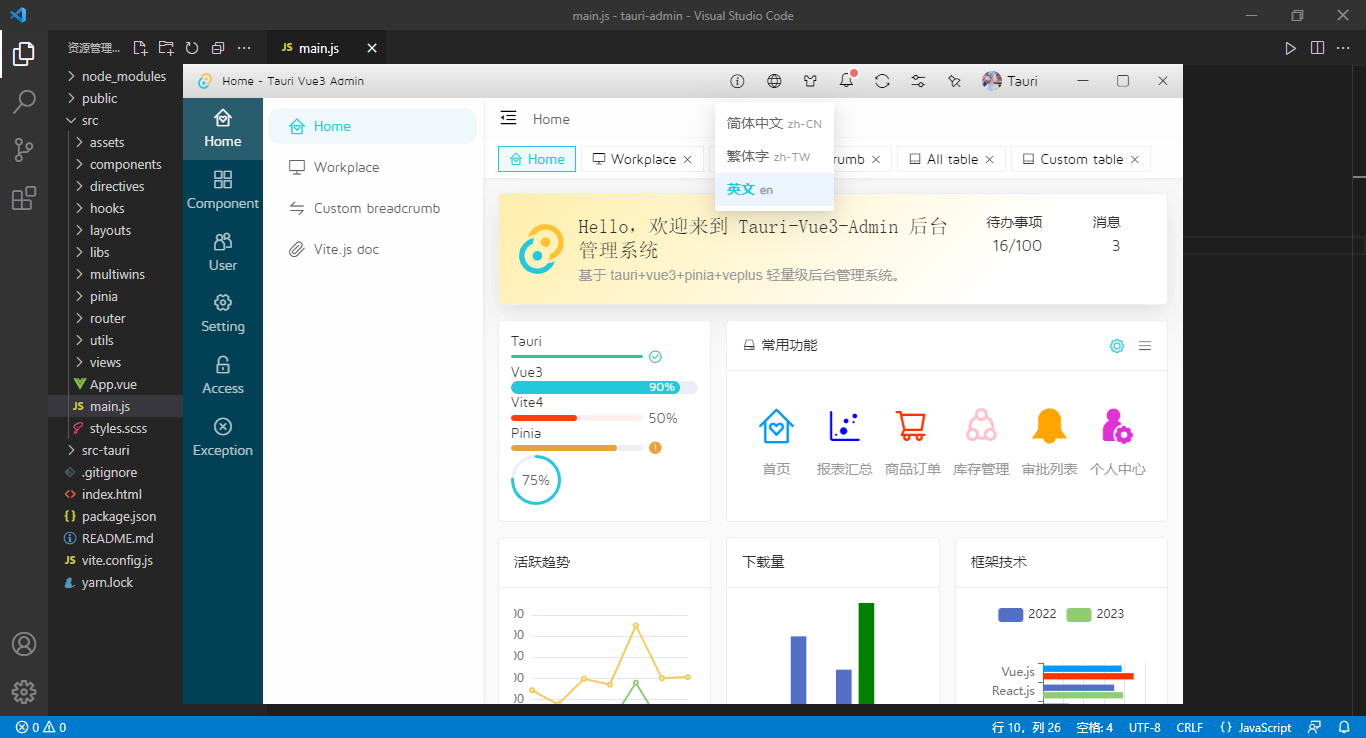 main.js - tauri-admin - Visual Studio Code
资源管理...
JS main.js
node_modules
public
src
assets
components
directives
hooks
layouts
libs
multiwins
pinia
router
utils
views
App.vue
JS main.js
styles.scss
src-tauri
.gitignore
index.html
package.json
README.md
JS vite.config.js
yarn.lock
Home - Tauri Vue3 Admin
Tauri
Home
Component
User
Setting
Access
Exception
Home
Workplace
Custom breadcrumb
Vite.js doc
Home
简体中文 zh-CN
繁体字 zh-TW
英文 en
Home
Workplace
rumb
All table
Custom table
Hello，欢迎来到 Tauri-Vue3-Admin 后台
管理系统
基于 tauri+vue3+pinia+veplus 轻量级后台管理系统。
待办事项
16/100
消息
3
Tauri
Vue3
90%
Vite4
50%
Pinia
75%
常用功能
首页
报表汇总
商品订单
库存管理
审批列表
个人中心
活跃趋势
下载量
框架技术
2022 2023
Vue.js
React.js
0 0
行 10，列 26
空格: 4
UTF-8
CRLF
{} JavaScript